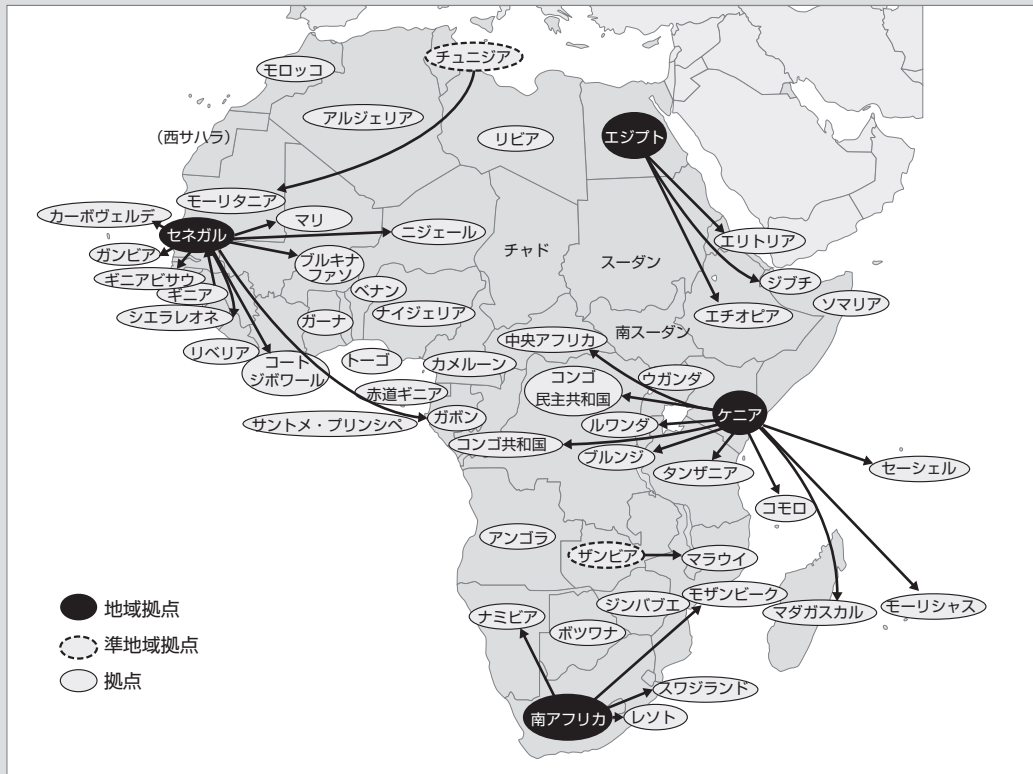 チュニジア
モロッコ
アルジェリア
リビア
エジプト
(西サハラ)
モーリタニア
カーボヴェルデ
マリ
セネガル
ニジェール
エリトリア
チャド
ガンビア
ブルキナ
ファソ
スーダン
ギニアビサウ
ジブチ
ギニア
ベナン
ソマリア
シエラレオネ
ガーナ
ナイジェリア
エチオピア
南スーダン
中央アフリカ
リベリア
コート
ジボワール
トーゴ
カメルーン
コンゴ
民主共和国
ウガンダ
赤道ギニア
ケニア
サントメ・プリンシペ
ガボン
ルワンダ
コンゴ共和国
ブルンジ
タンザニア
セーシェル
コモロ
アンゴラ
ザンビア
マラウイ
モザンビーク
ジンバブエ
マダガスカル
モーリシャス
ナミビア
ボツワナ
スワジランド
南アフリカ
レソト
地域拠点
準地域拠点
拠点